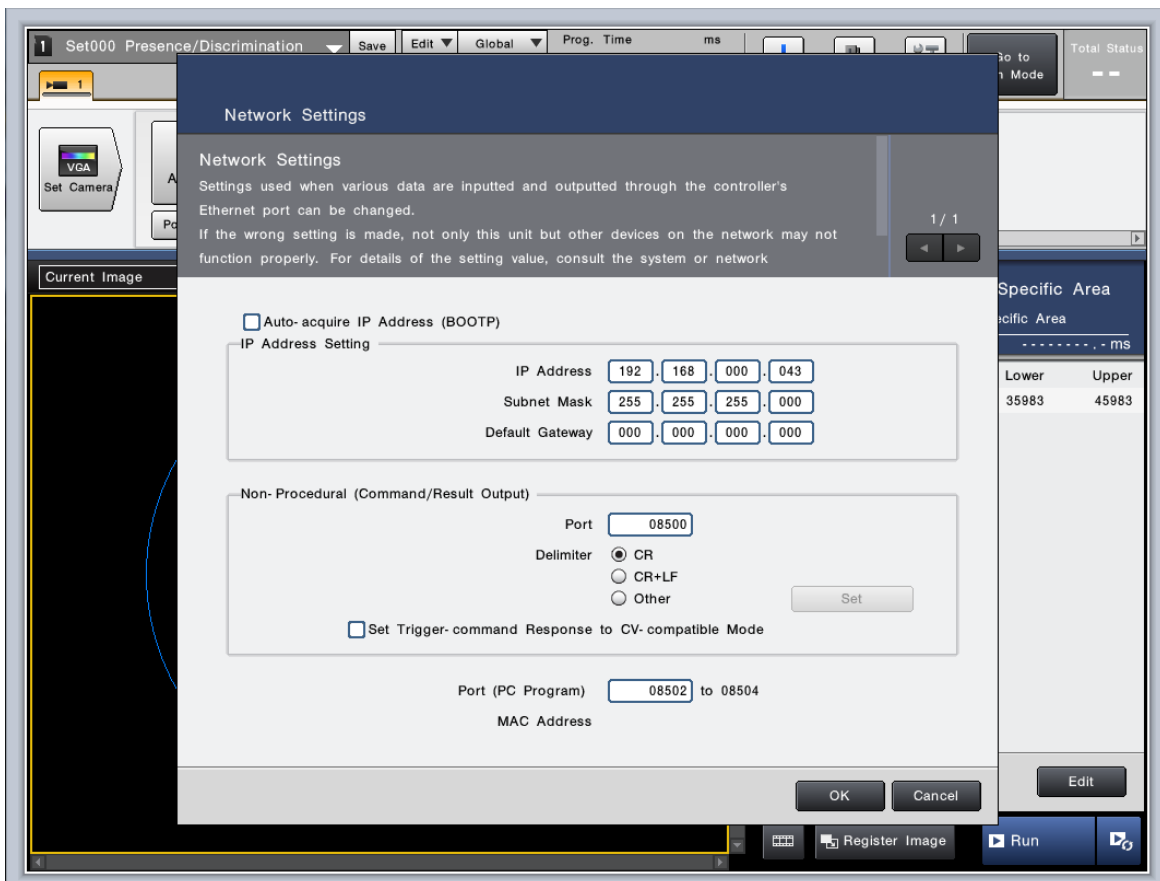 1 Set000 Presence/Discrimination Save Edit Global Prog. Time ms Total Status
Go to
Mode
1
Network Settings
VGA
Set Camera
Network Settings
Settings used when various data are inputted and outputted through the controller's
Ethernet port can be changed.
If the wrong setting is made, not only this unit but other devices on the network may not
function properly. For details of the setting value, consult the system or network
1/ 1
Current Image
Specific Area
Area
--------.- ms
Lower Upper
35983 45983
Auto-acquire IP Address (BOOTP)
IP Address Setting
IP Address 192 . 168 . 000 . 043
Subnet Mask 255 . 255 . 255 . 000
Default Gateway 000 . 000 . 000 . 000
Non-Procedural (Command/Result Output)
Port 08500
Delimiter CR
CR+LF
Other Set
Set Trigger-command Response to CV-compatible Mode
Port (PC Program) 08502 to 08504
MAC Address
OK Cancel
Edit
Register Image Run